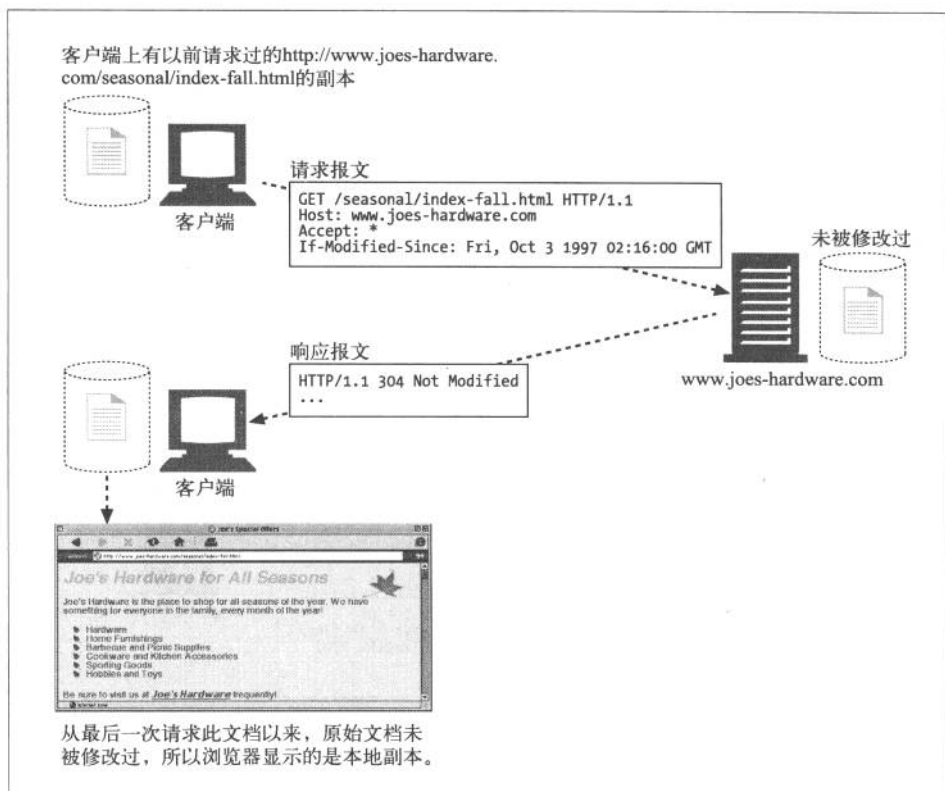 客户端上有以前请求过的http://www.joes-hardware.
com/seasonal/index-fall.html的副本
请求报文
GET /seasonal/index-fall.html HTTP/1.1
Host: www.joes-hardware.com
Accept: *
If-Modified-Since: Fri, Oct 3 1997 02:16:00 GMT
客户端
未被修改过
www.joes-hardware.com
响应报文
HTTP/1.1 304 Not Modified
...
客户端
Joe's Special Offers
Joe's Hardware for All Seasons
Joe's Hardware is the place to shop for all seasons of the year. We have
something for everyone in the family, every month of the year!
Hardware
Home Furnishings
Barbecue and Picnic Supplies
Cookware and Kitchen Accessories
Sporting Goods
Hobbies and Toys
Be sure to visit us at Joe's Hardware frequently!
从最后一次请求此文档以来，原始文档未
被修改过，所以浏览器显示的是本地副本。